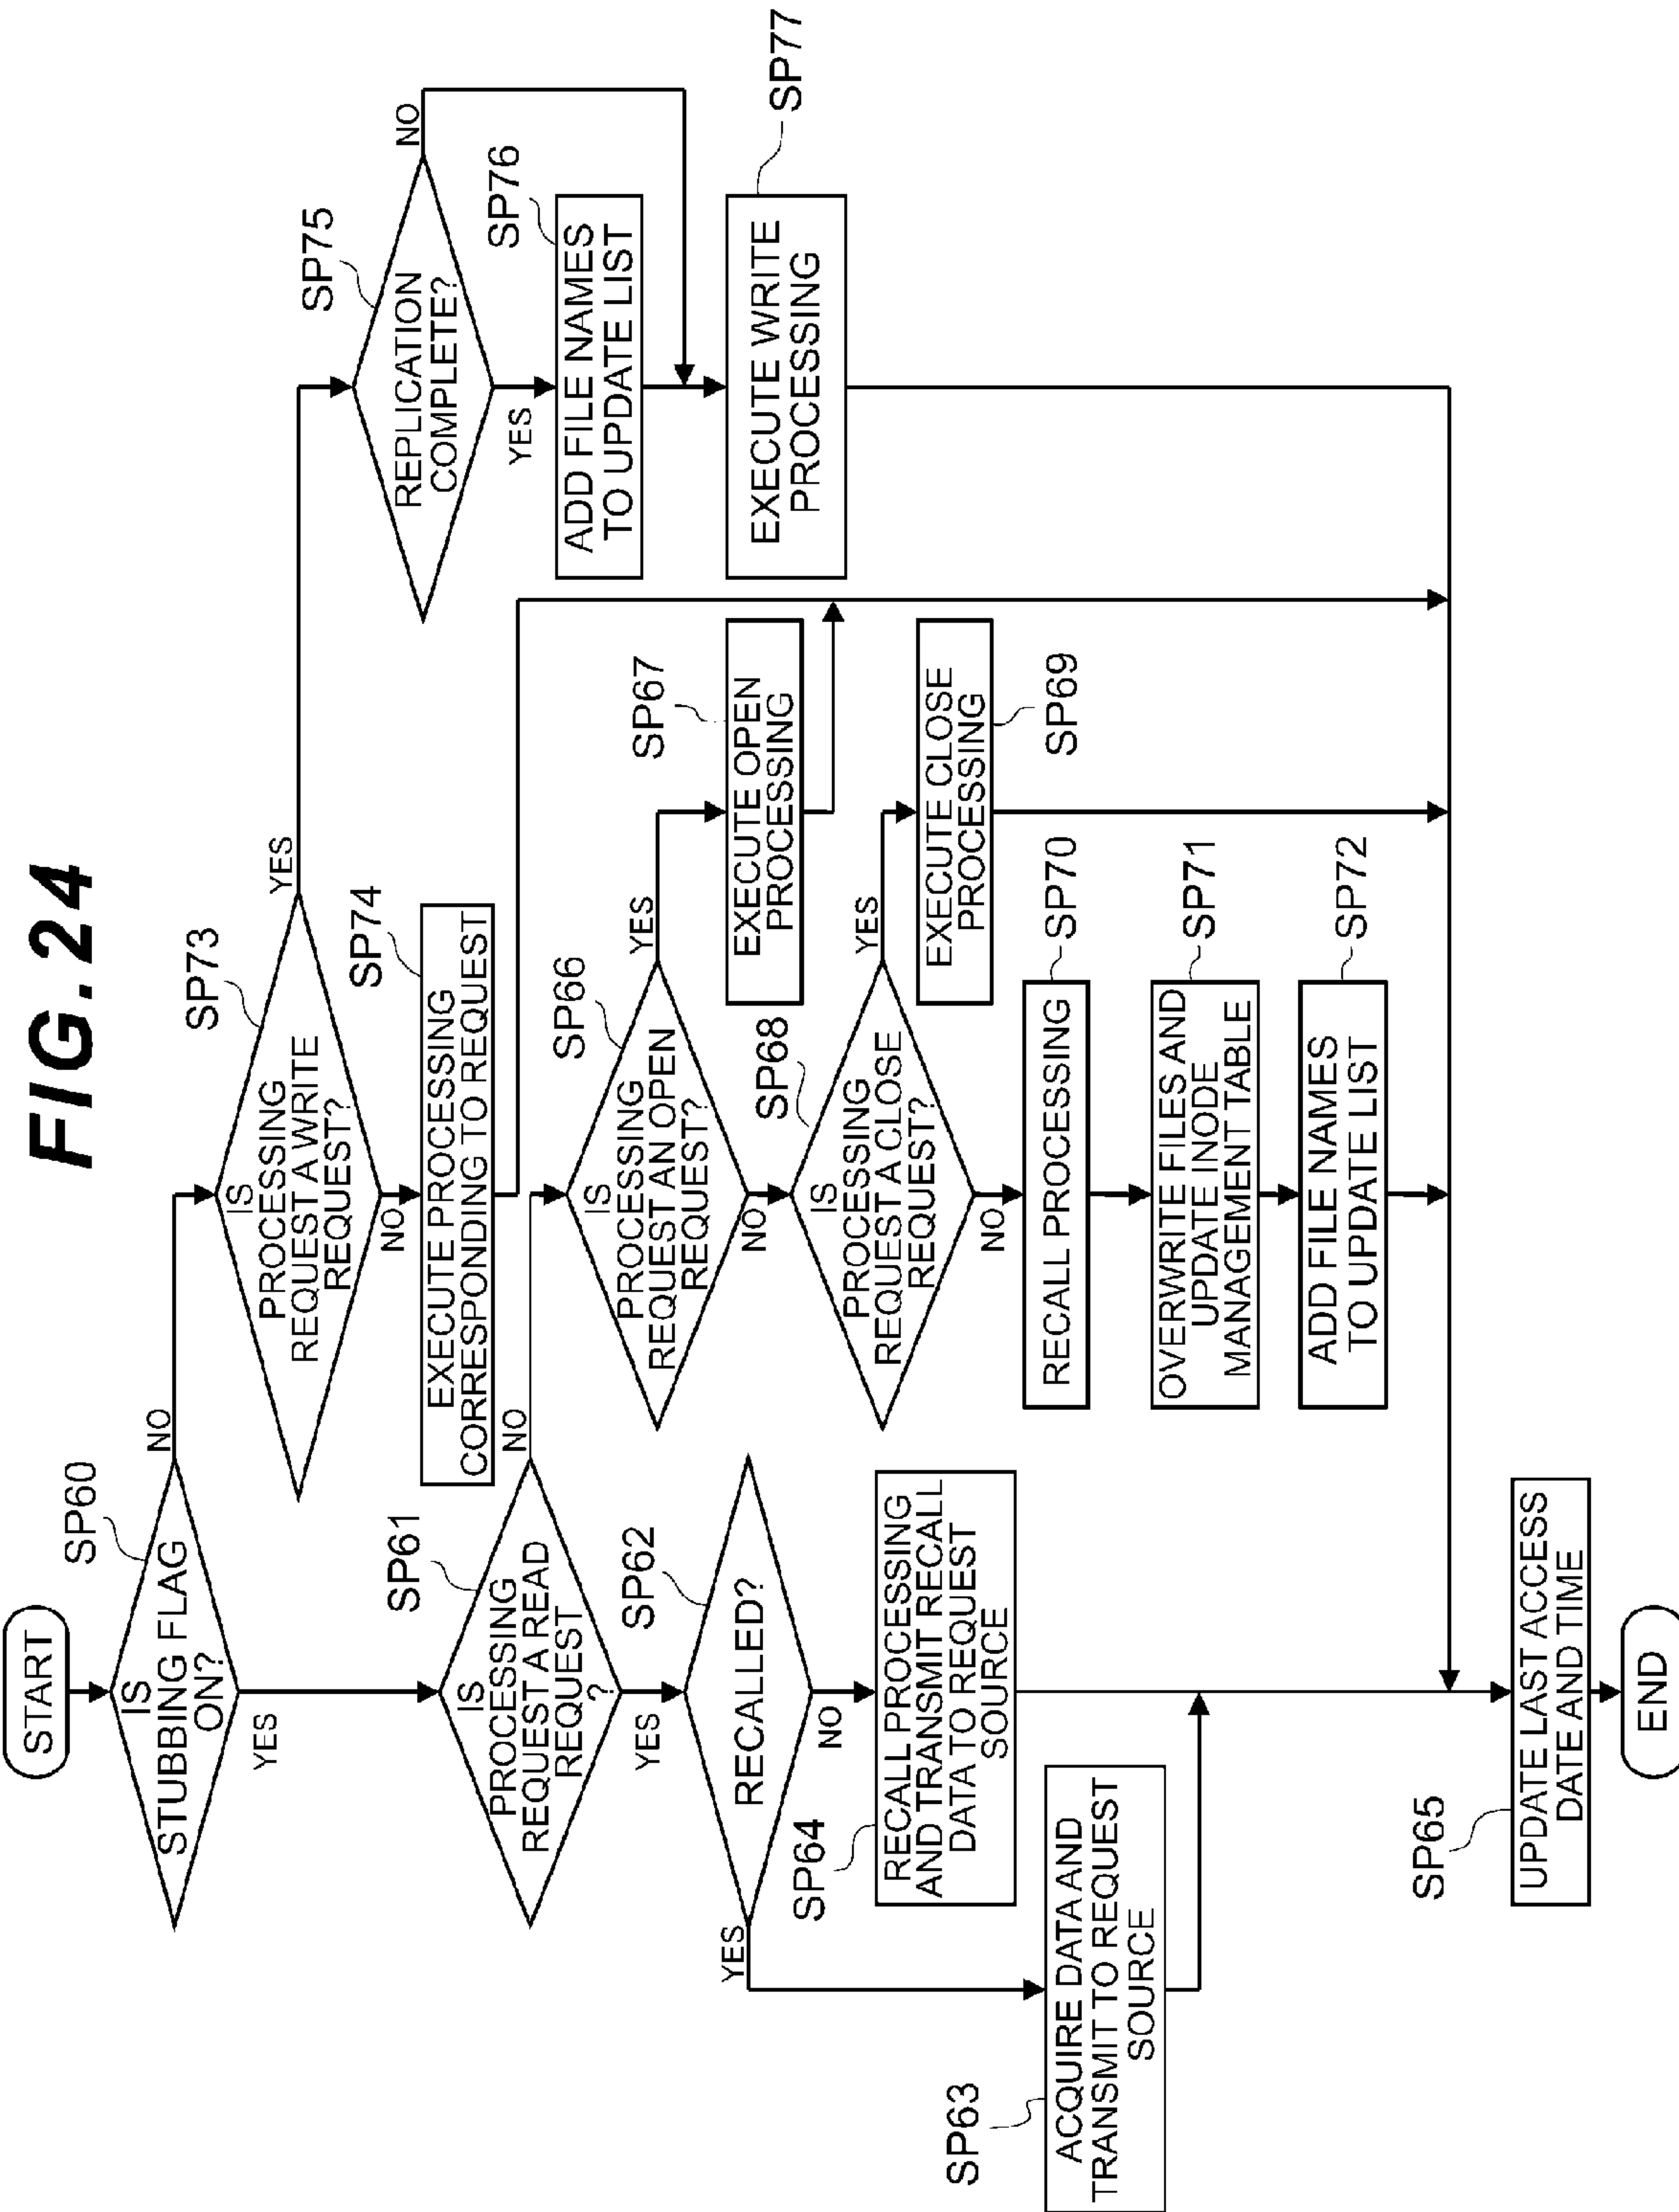 FIG.24
START
SP60
IS
STUBBING FLAG
ON?
NO
YES
SP61
IS
PROCESSING
REQUEST A READ
REQUEST
?
NO
YES
SP62
RECALLED?
YES
NO
SP64
RECALL PROCESSING
AND TRANSMIT RECALL
DATA TO REQUEST
SOURCE
SP63
ACQUIRE DATA AND
TRANSMIT TO REQUEST
SOURCE
SP65
UPDATE LAST ACCESS
DATE AND TIME
END
SP73
IS
PROCESSING
REQUEST A WRITE
REQUEST?
YES
NO
SP74
EXECUTE PROCESSING
CORRESPONDING TO REQUEST
SP66
IS
PROCESSING
REQUEST AN OPEN
REQUEST?
YES
NO
SP67
EXECUTE OPEN
PROCESSING
SP68
IS
PROCESSING
REQUEST A CLOSE
REQUEST?
YES
NO
EXECUTE CLOSE
PROCESSING
SP69
RECALL PROCESSING
SP70
OVERWRITE FILES AND
UPDATE INODE
MANAGEMENT TABLE
SP71
ADD FILE NAMES
TO UPDATE LIST
SP72
SP75
REPLICATION
COMPLETE?
NO
YES
SP76
ADD FILE NAMES
TO UPDATE LIST
EXECUTE WRITE
PROCESSING
SP77